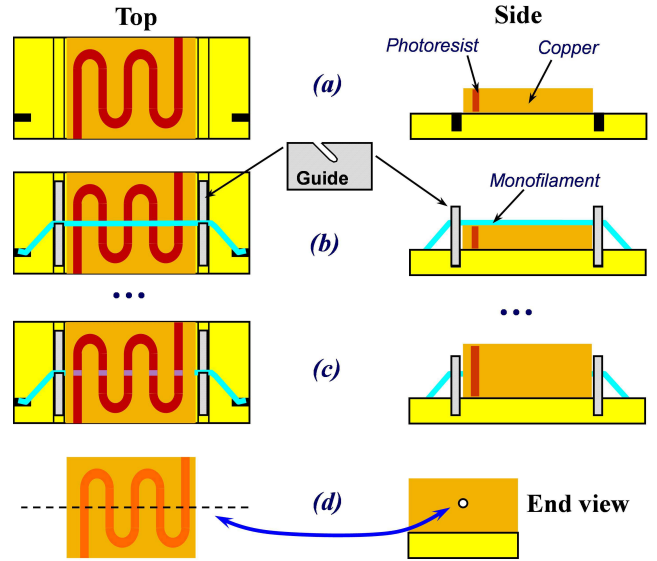 Top
Side
Photoresist
Copper
(a)
Guide
Monofilament
(b)
...
...
(c)
(d)
End view